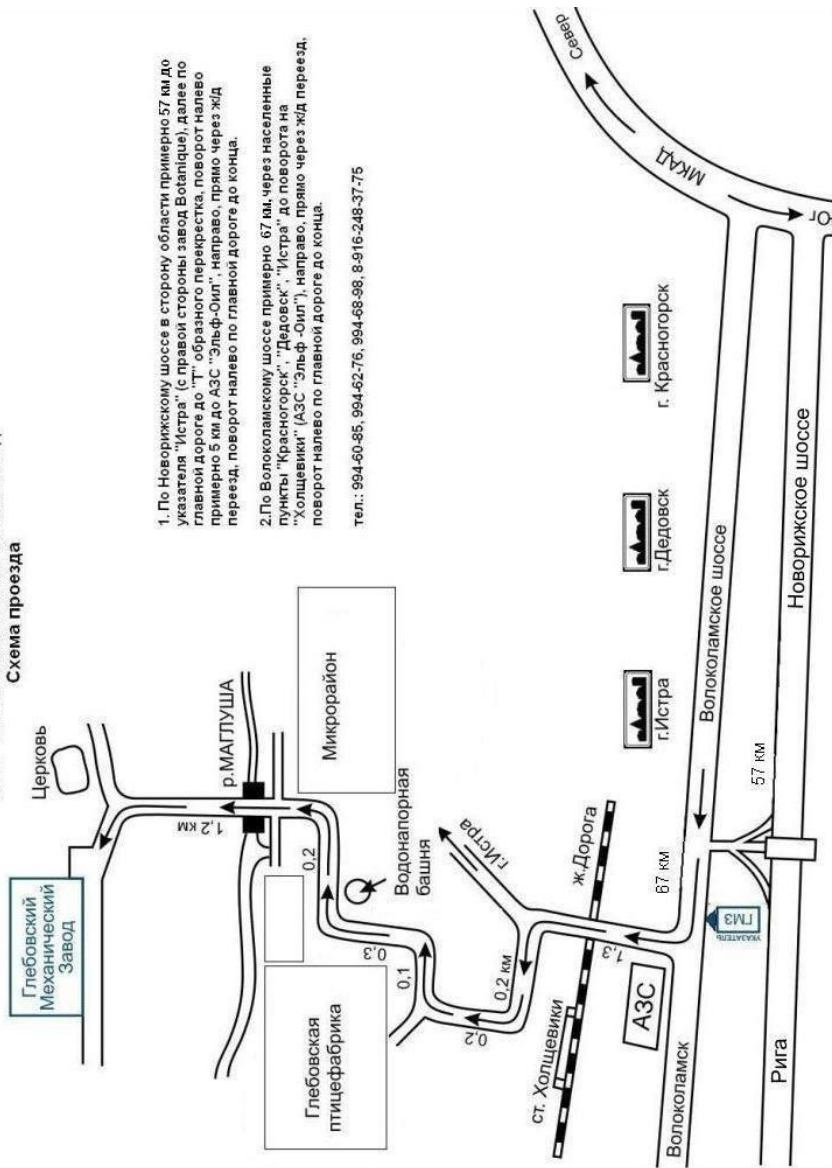 Схема проезда
1. По Новорижскому шоссе в сторону области примерно 57 км до
указателя "Истра" (с правой стороны завод Botanique), далее по
главной дороге до "Т" образного перекрестка, поворот налево
примерно 5 км до АЗС "Эльф-Оил", направо, прямо через ж/д
переезд, поворот налево по главной дороге до конца.
2.По Волоколамскому шоссе примерно 67 км, через населенные
пункты "Красногорск", "Дедовск", "Истра" до поворота на
"Холщевики" (АЗС "Эльф -Оил"), направо, прямо через ж/д переезд,
поворот налево по главной дороге до конца.
тел.: 994-60-85, 994-62-76, 994-68-98, 8-916-248-37-75
Глебовский
Механический
Завод
Церковь
1,2 км
р.МАГЛУША
Микрорайон
0,2
Водонапорная
башня
Глебовская
птицефабрика
0,3
0,1
0,2
0,2 км
г.Истра
ст. Холщевики
ж.Дорога
1,3
АЗС
67 км
г.Истра
г.Дедовск
г. Красногорск
Север
МКАД
Юг
Волоколамск
Волоколамское шоссе
УКАЗАТЕЛЬ
ГМЗ
57 км
Рига
Новорижское шоссе